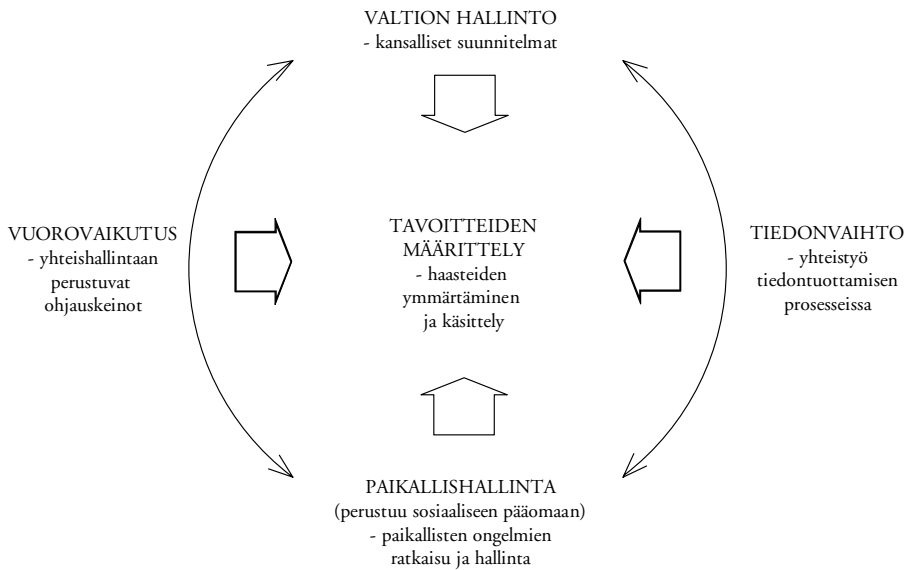 VALTION HALLINTO
- kansalliset suunnitelmat
VUOROVAIKUTUS
- yhteishallintaan
perustuvat
ohjauskeinot
TAVOITTEIDEN
MÄÄRITTELY
- haasteiden
ymmärtäminen
ja käsittely
TIEDONVAIHTO
- yhteistyö
tiedontuottamisen
prosesseissa
PAIKALLISHALLINTA
(perustuu sosiaaliseen pääomaan)
- paikallisten ongelmien
ratkaisu ja hallinta